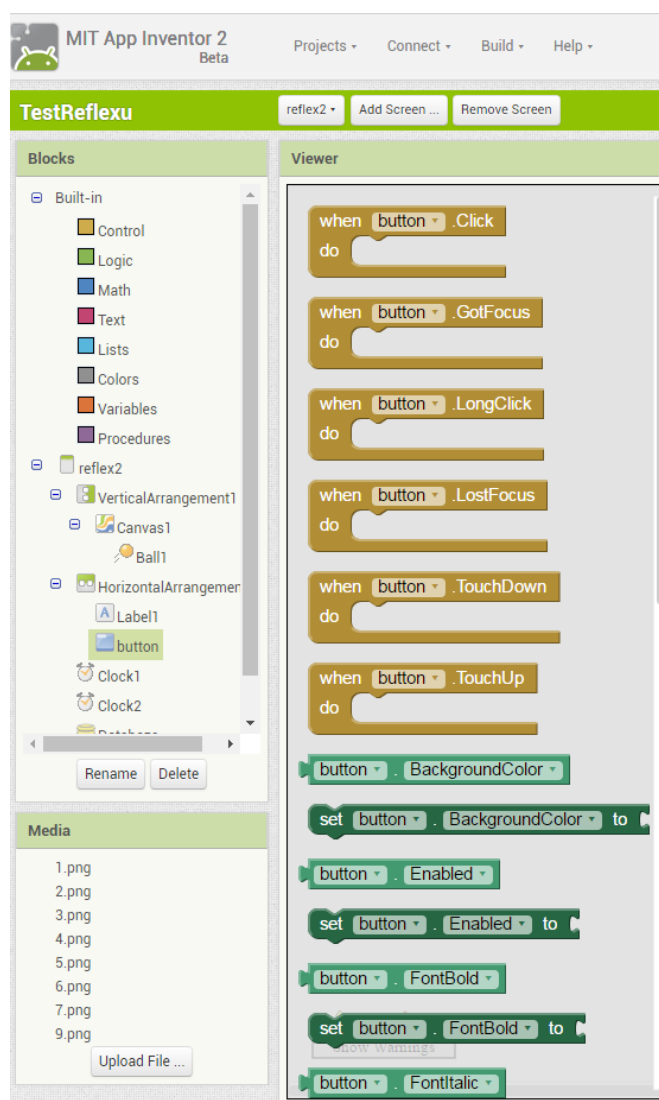 MIT App Inventor 2
Beta
Projects
Connect
Build
Help
TestReflexu
reflex2
Add Screen ...
Remove Screen
Blocks
Built-in
Control
Logic
Math
Text
Lists
Colors
Variables
Procedures
reflex2
VerticalArrangement1
Canvas1
Ball1
HorizontalArrangemer
Label1
button
Clock1
Clock2
Rename
Delete
Media
1.png
2.png
3.png
4.png
5.png
6.png
7.png
9.png
Upload File ...
Viewer
when button .Click
do
when button .GotFocus
do
when button .LongClick
do
when button .LostFocus
do
when button .TouchDown
do
when button .TouchUp
do
button . BackgroundColor
set button . BackgroundColor to
button . Enabled
set button . Enabled to
button . FontBold
set button . FontBold to
Show Warnings
button . FontItalic